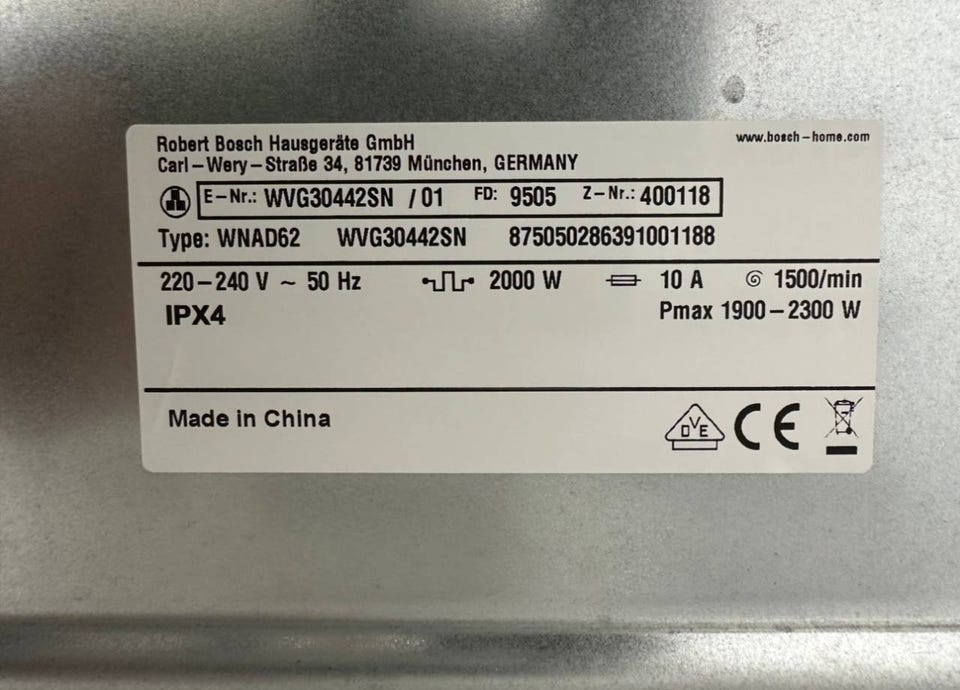 Robert Bosch Hausgeräte GmbH
www.bosch-home.com
Carl-Wery-Straße 34, 81739 München, GERMANY
E-Nr.: WVG30442SN /01 FD: 9505 Z-Nr.: 400118
Type: WNAD62 WVG30442SN 875050286391001188
220-240 V ~ 50 Hz 2000 W 10 A 1500/min
IPX4 Pmax 1900-2300 W
Made in China
DVE CE